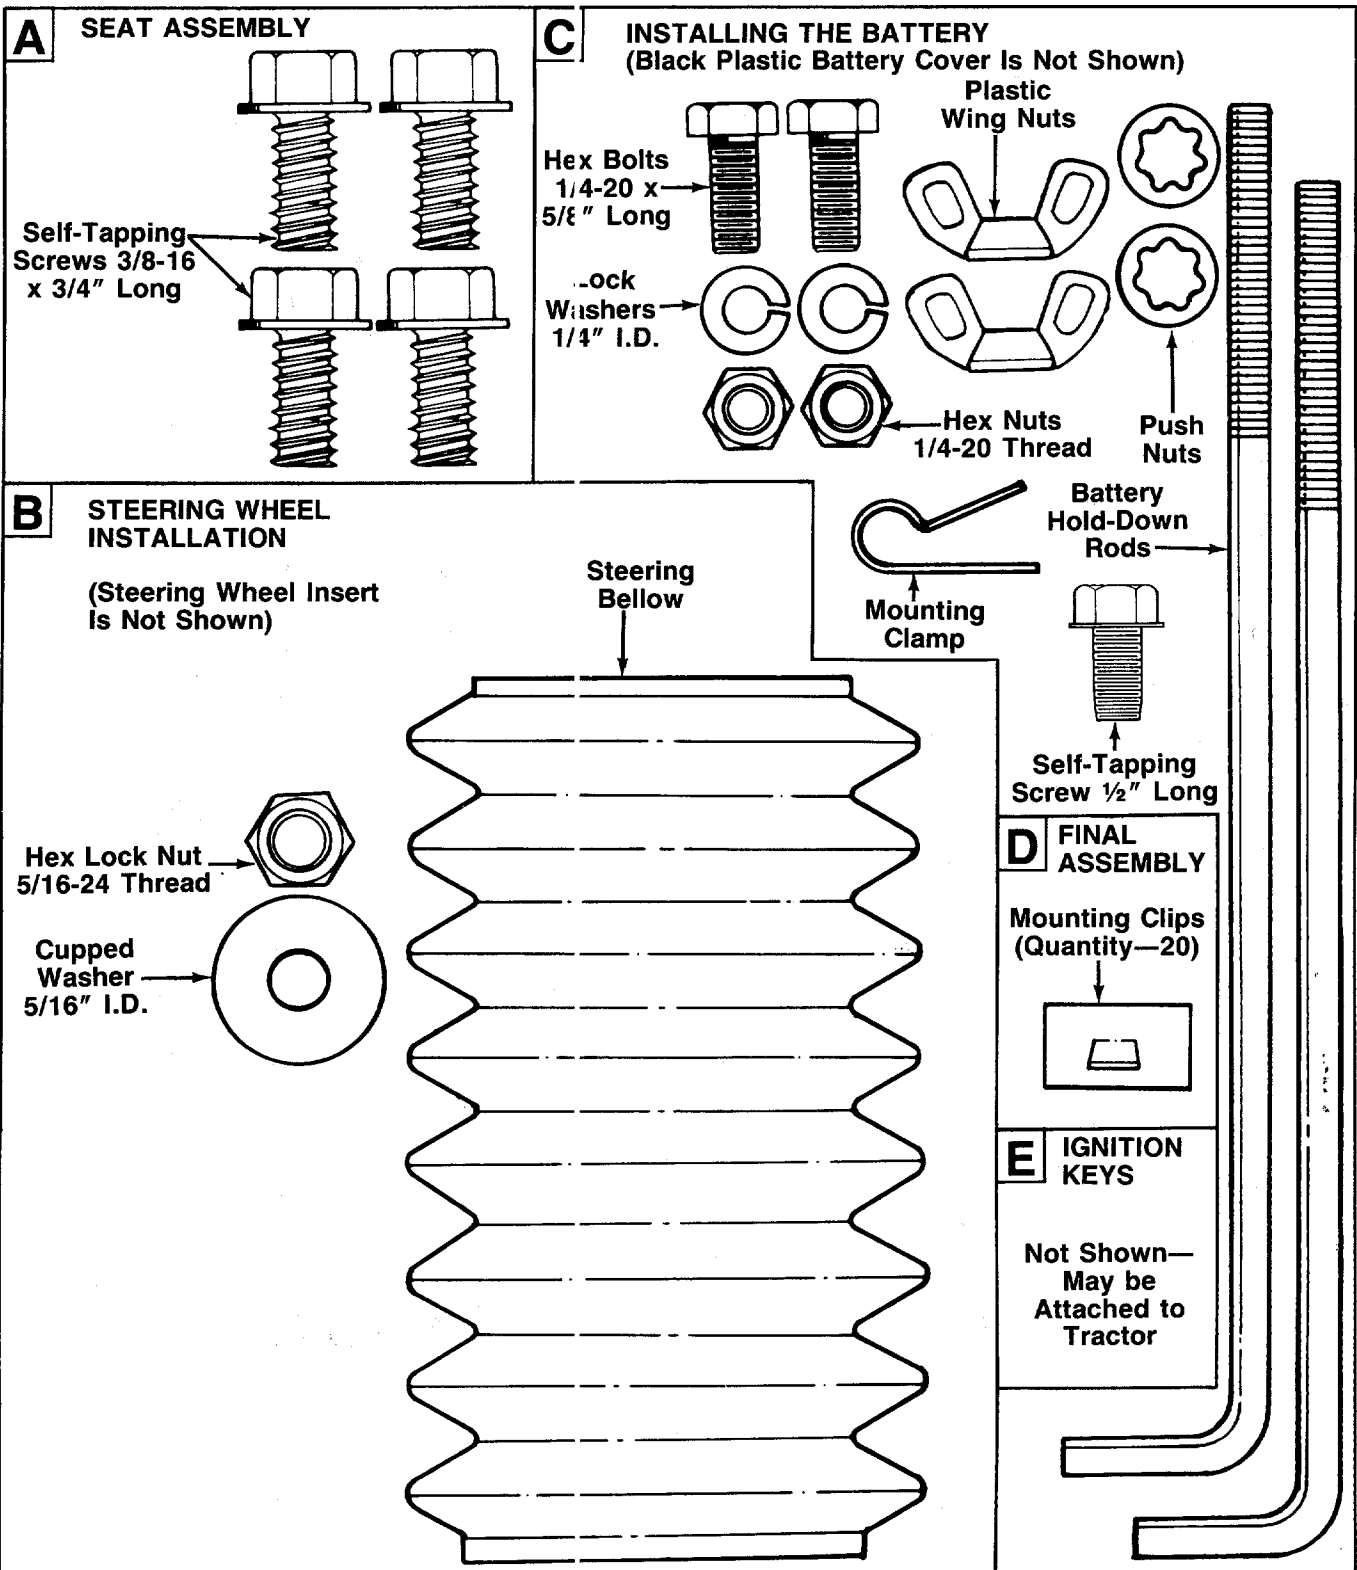 A
SEAT ASSEMBLY
Self-Tapping
Screws 3/8-16
x 3/4″ Long
C
INSTALLING THE BATTERY
(Black Plastic Battery Cover Is Not Shown)
Plastic
Wing Nuts
Hex Bolts
1/4-20 x
5/8″ Long
Lock
Washers
1/4″ I.D.
Hex Nuts
1/4-20 Thread
Push
Nuts
Battery
Hold-Down
Rods
Mounting
Clamp
Self-Tapping
Screw ½″ Long
B
STEERING WHEEL
INSTALLATION
(Steering Wheel Insert
Is Not Shown)
Steering
Bellow
Hex Lock Nut
5/16-24 Thread
Cupped
Washer
5/16″ I.D.
D
FINAL
ASSEMBLY
Mounting Clips
(Quantity—20)
E
IGNITION
KEYS
Not Shown—
May be
Attached to
Tractor